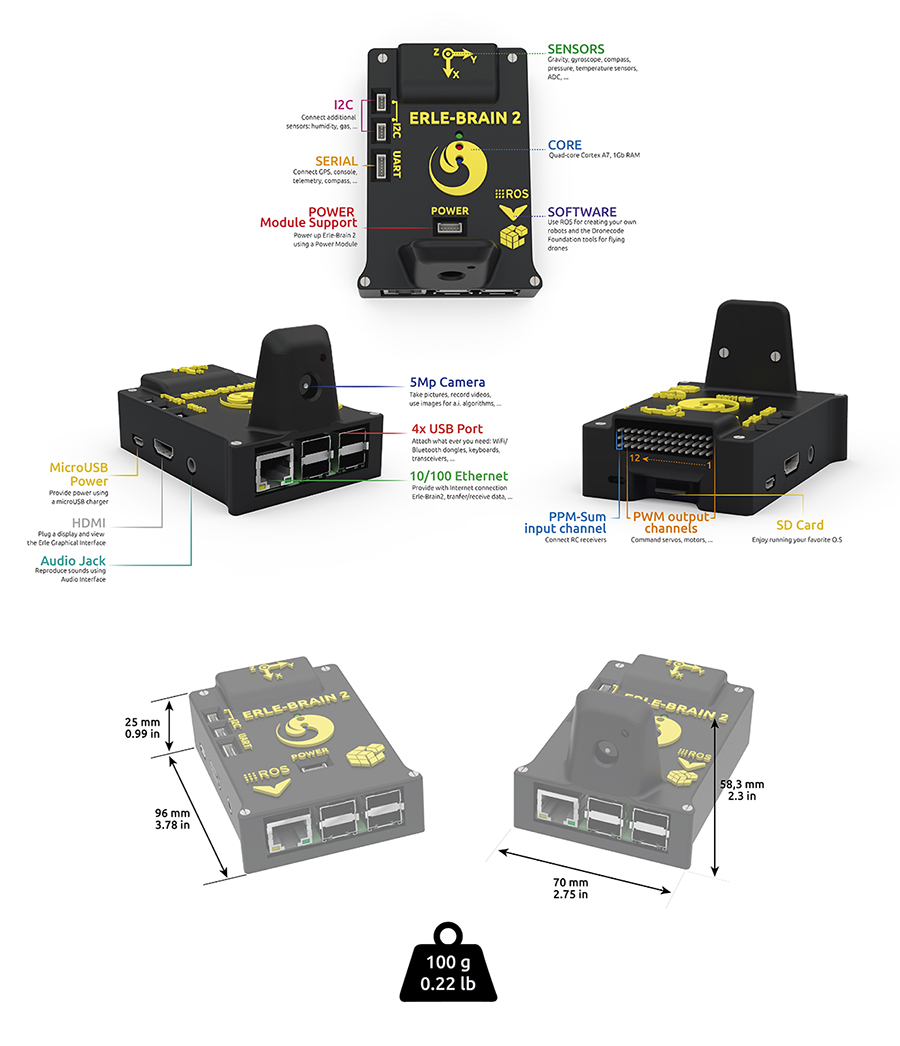 Z
Y
X
SENSORS
Gravity, gyroscope, compass,
pressure, temperature sensors,
ADC, ...
I2C
Connect additional
sensors: humidity, gas, ...
I2C
ERLE-BRAIN 2
CORE
Quad-core Cortex A7, 1Gb RAM
SERIAL
Connect GPS, console,
telemetry, compass, ...
UART
ROS
POWER
Module Support
Power up Erle-Brain 2
using a Power Module
POWER
SOFTWARE
Use ROS for creating your own
robots and the Dronecode
Foundation tools for flying
drones
5Mp Camera
Take pictures, record videos,
use images for a.i. algorithms, ...
4x USB Port
Attach what ever you need: WiFi/
Bluetooth dongles, keyboards,
transceivers, ...
10/100 Ethernet
Provide with Internet connection
Erle-Brain2, tranfer/receive data, ...
MicroUSB
Power
Provide power using
a microUSB charger
HDMI
Plug a display and view
the Erle Graphical Interface
Audio Jack
Reproduce sounds using
Audio Interface
12
1
PPM-Sum
input channel
Connect RC receivers
PWM output
channels
Command servos, motors, ...
SD Card
Enjoy running your favorite O.S
Z
Y
X
25 mm
0.99 in
I2C
UART
ERLE-BRAIN 2
POWER
ROS
96 mm
3.78 in
Z
Y
X
ERLE-BRAIN 2
ROS
58,3 mm
2.3 in
70 mm
2.75 in
100 g
0.22 lb